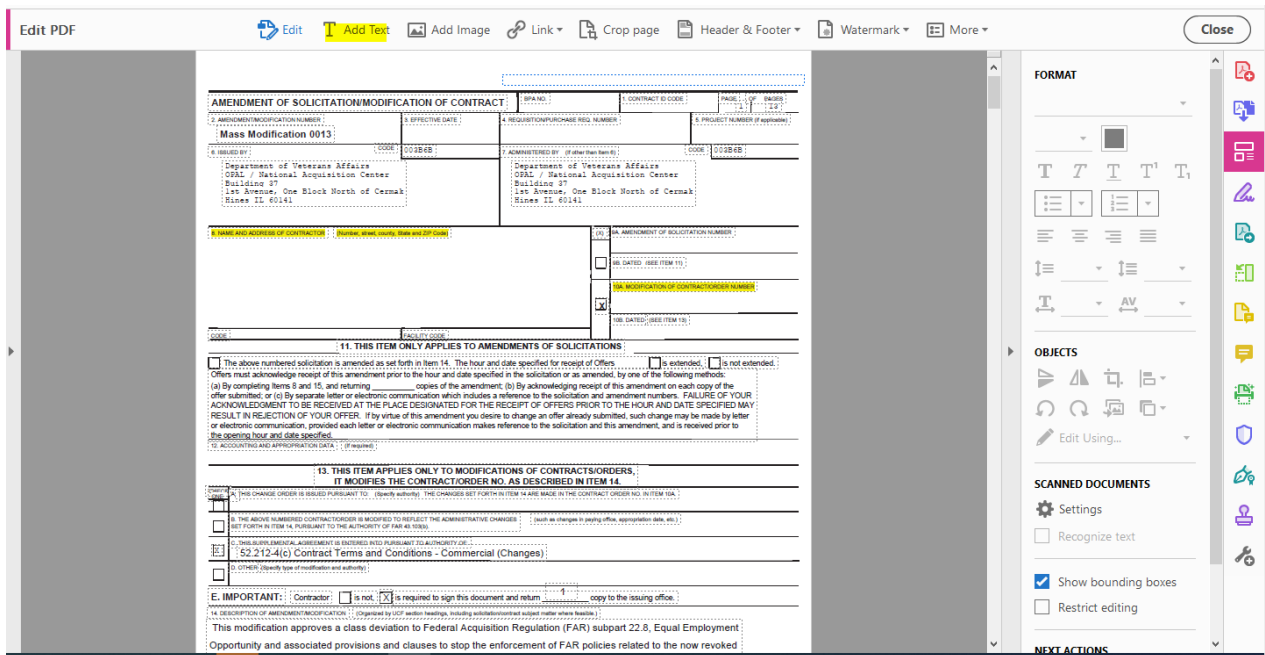 Edit PDF
Edit
Add Text
Add Image
Link
Crop page
Header & Footer
Watermark
More
Close
AMENDMENT OF SOLICITATION/MODIFICATION OF CONTRACT
BPA NO.
1. CONTRACT ID CODE
PAGE OF PAGES
1 13
2. AMENDMENT/MODIFICATION NUMBER
3. EFFECTIVE DATE
4. REQUISITION/PURCHASE REQ. NUMBER
5. PROJECT NUMBER (if applicable)
Mass Modification 0013
6. ISSUED BY
CODE
003B6B
7. ADMINISTERED BY (If other than Item 6)
CODE
003B6B
Department of Veterans Affairs
OPAL / National Acquisition Center
Building 37
1st Avenue, One Block North of Cermak
Hines IL 60141
Department of Veterans Affairs
OPAL / National Acquisition Center
Building 37
1st Avenue, One Block North of Cermak
Hines IL 60141
8. NAME AND ADDRESS OF CONTRACTOR (Number, street, county, State and ZIP Code)
(X)
9A. AMENDMENT OF SOLICITATION NUMBER
9B. DATED (SEE ITEM 11)
10A. MODIFICATION OF CONTRACT/ORDER NUMBER
X
10B. DATED (SEE ITEM 13)
CODE
FACILITY CODE
11. THIS ITEM ONLY APPLIES TO AMENDMENTS OF SOLICITATIONS
The above numbered solicitation is amended as set forth in Item 14. The hour and date specified for receipt of Offers is extended, is not extended.
Offers must acknowledge receipt of this amendment prior to the hour and date specified in the solicitation or as amended, by one of the following methods:
(a) By completing Items 8 and 15, and returning ________ copies of the amendment; (b) By acknowledging receipt of this amendment on each copy of the
offer submitted; or (c) By separate letter or electronic communication which includes a reference to the solicitation and amendment numbers. FAILURE OF YOUR
ACKNOWLEDGMENT TO BE RECEIVED AT THE PLACE DESIGNATED FOR THE RECEIPT OF OFFERS PRIOR TO THE HOUR AND DATE SPECIFIED MAY
RESULT IN REJECTION OF YOUR OFFER. If by virtue of this amendment you desire to change an offer already submitted, such change may be made by letter
or electronic communication, provided each letter or electronic communication makes reference to the solicitation and this amendment, and is received prior to
the opening hour and date specified.
12. ACCOUNTING AND APPROPRIATION DATA (If required)
13. THIS ITEM APPLIES ONLY TO MODIFICATIONS OF CONTRACTS/ORDERS,
IT MODIFIES THE CONTRACT/ORDER NO. AS DESCRIBED IN ITEM 14.
A. THIS CHANGE ORDER IS ISSUED PURSUANT TO: (Specify authority) THE CHANGES SET FORTH IN ITEM 14 ARE MADE IN THE CONTRACT ORDER NO. IN ITEM 10A.
B. THE ABOVE NUMBERED CONTRACT/ORDER IS MODIFIED TO REFLECT THE ADMINISTRATIVE CHANGES (such as changes in paying office, appropriation date, etc.)
SET FORTH IN ITEM 14, PURSUANT TO THE AUTHORITY OF FAR 43.103(b).
C. THIS SUPPLEMENTAL AGREEMENT IS ENTERED INTO PURSUANT TO AUTHORITY OF:
X
52.212-4(c) Contract Terms and Conditions - Commercial (Changes)
D. OTHER (Specify type of modification and authority)
E. IMPORTANT: Contractor is not, X is required to sign this document and return 1 copy to the issuing office.
14. DESCRIPTION OF AMENDMENT/MODIFICATION (Organized by UCF section headings, including solicitation/contract subject matter where feasible.)
This modification approves a class deviation to Federal Acquisition Regulation (FAR) subpart 22.8, Equal Employment
Opportunity and associated provisions and clauses to stop the enforcement of FAR policies related to the now revoked
FORMAT
OBJECTS
Edit Using...
SCANNED DOCUMENTS
Settings
Recognize text
Show bounding boxes
Restrict editing
NEXT ACTIONS